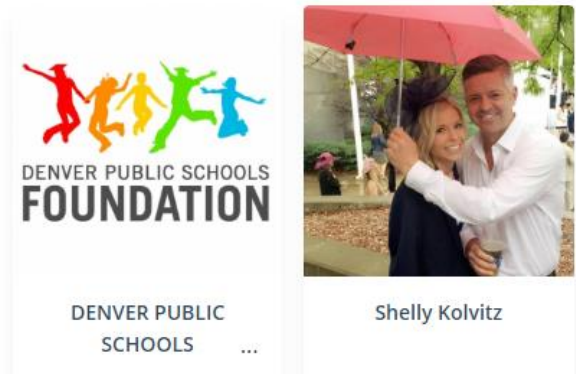 DENVER PUBLIC SCHOOLS
FOUNDATION
DENVER PUBLIC
SCHOOLS ...
Shelly Kolvitz